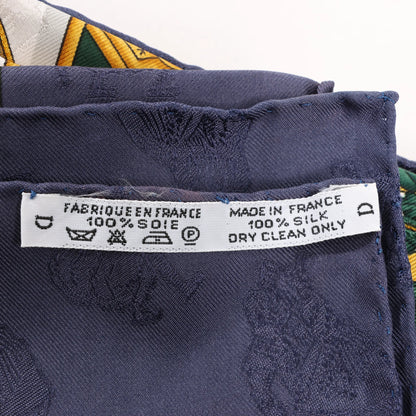 D
FABRIQUE EN FRANCE
100% SOIE
P
MADE IN FRANCE
100% SILK
DRY CLEAN ONLY
D